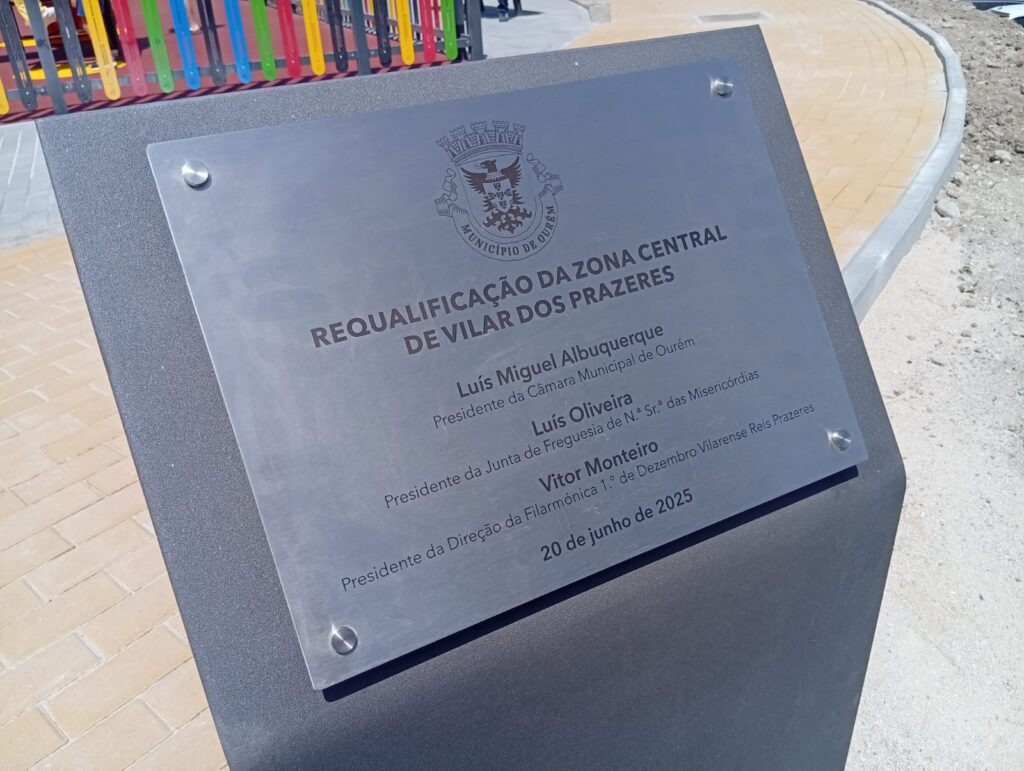 MUNICÍPIO DE OURÉM
REQUALIFICAÇÃO DA ZONA CENTRAL
DE VILAR DOS PRAZERES
Luís Miguel Albuquerque
Presidente da Câmara Municipal de Ourém
Luís Oliveira
Presidente da Junta de Freguesia de N.ª Sr.ª das Misericórdias
Vítor Monteiro
Presidente da Direção da Filarmónica 1.º de Dezembro Vilarense Reis Prazeres
20 de junho de 2025